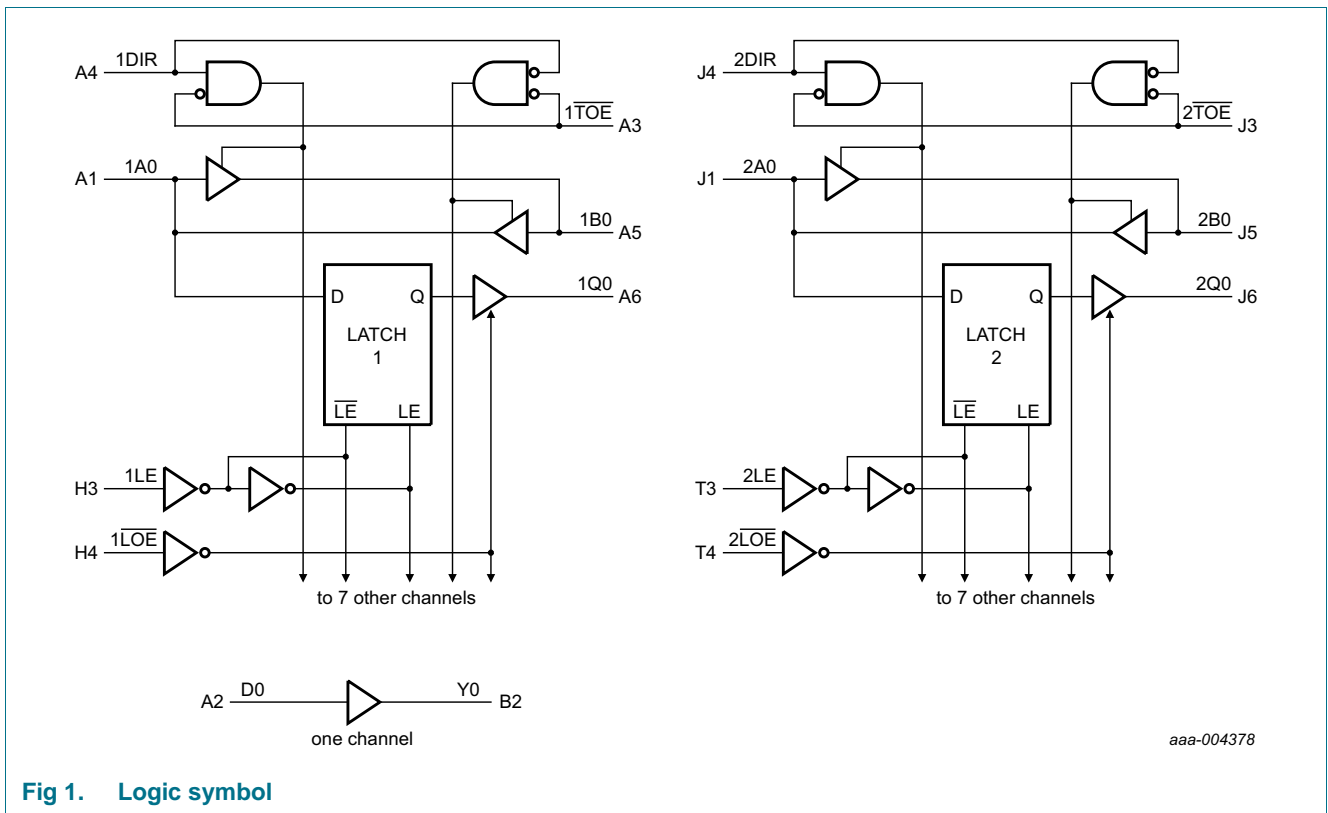 A4 1DIR
1TOE A3
A1 1A0
1B0 A5
D Q
1Q0 A6
LATCH
1
LE LE
H3 1LE
H4 1LOE
to 7 other channels
J4 2DIR
2TOE J3
J1 2A0
2B0 J5
D Q
2Q0 J6
LATCH
2
LE LE
T3 2LE
T4 2LOE
to 7 other channels
A2 D0 Y0 B2
one channel
aaa-004378
Fig 1. Logic symbol